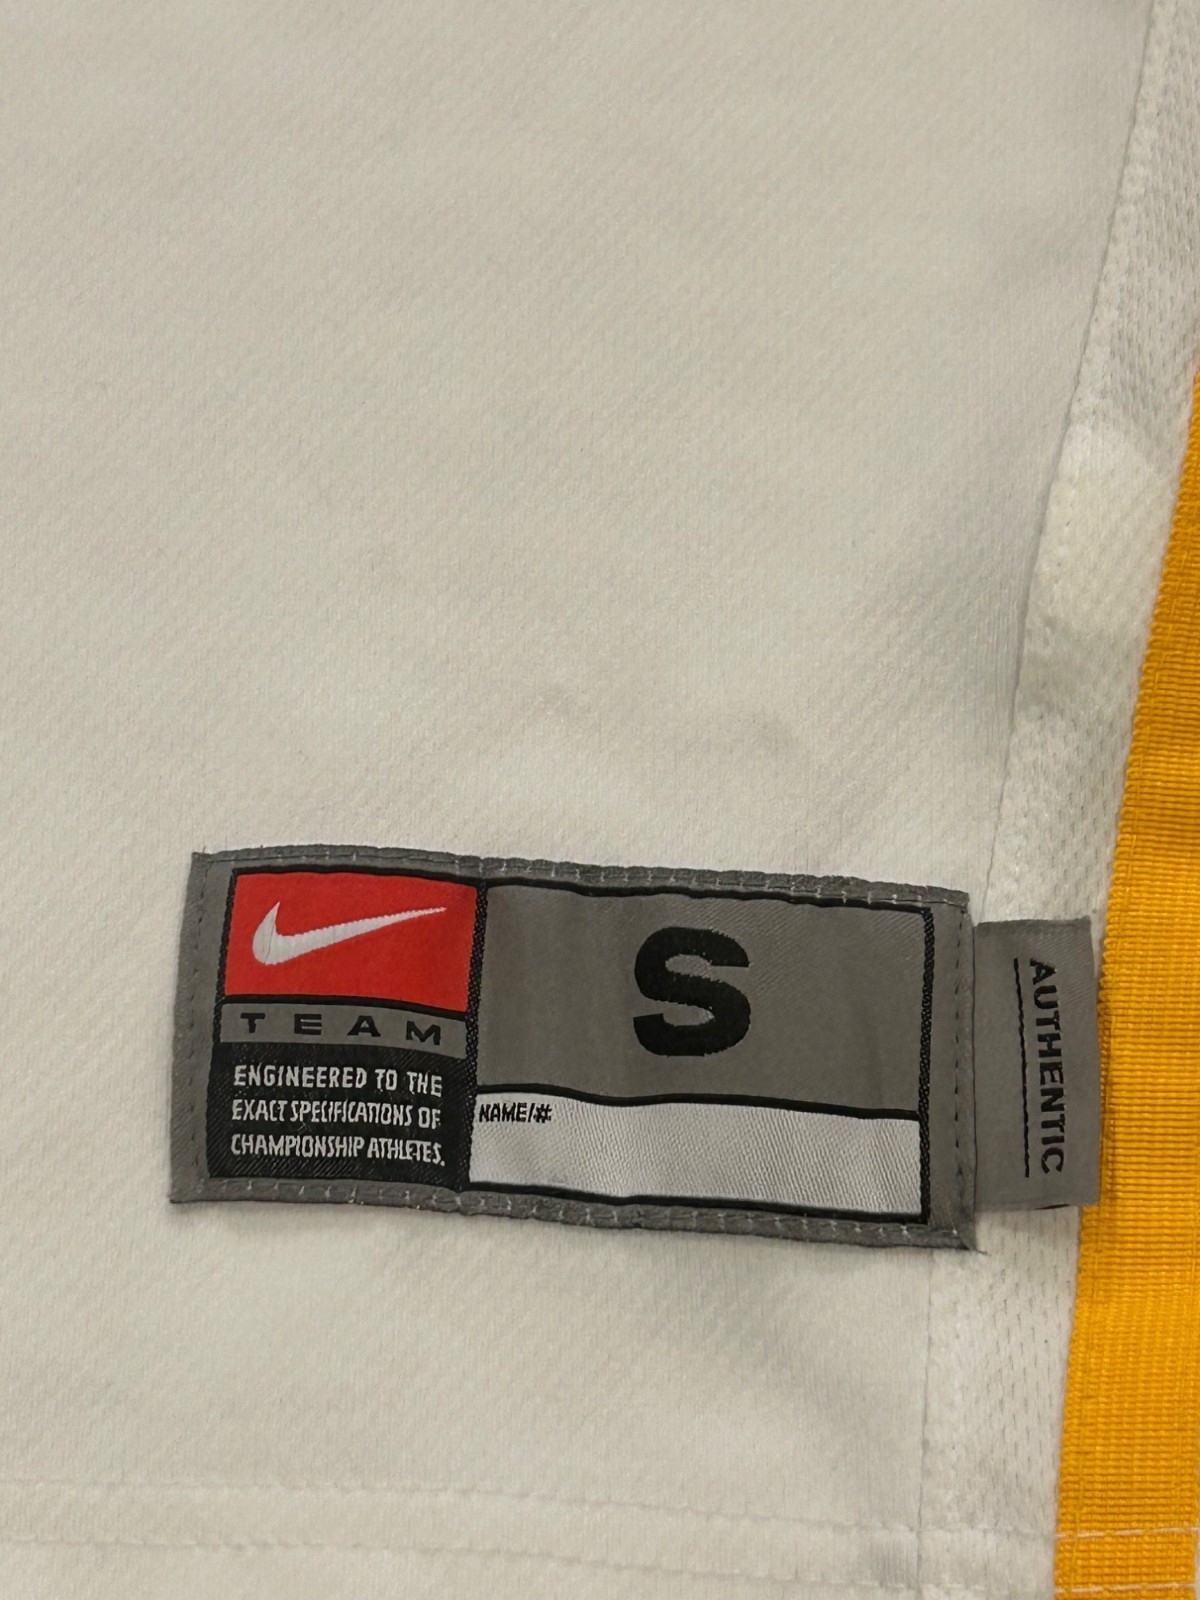 TEAM
ENGINEERED TO THE
EXACT SPECIFICATIONS OF
CHAMPIONSHIP ATHLETES.
S
NAME/#
AUTHENTIC